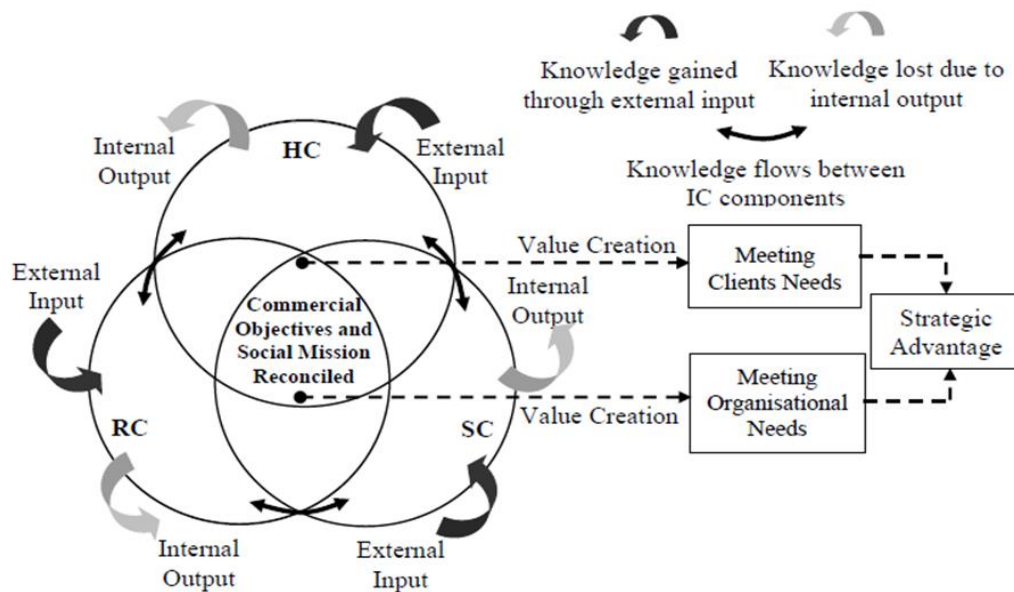 Knowledge gained
through external input
Knowledge lost due to
internal output
Knowledge flows between
IC components
Internal
Output
HC
External
Input
External
Input
Commercial
Objectives and
Social Mission
Reconciled
RC
SC
Internal
Output
Internal
Output
External
Input
Value Creation
Meeting
Clients Needs
Value Creation
Meeting
Organisational
Needs
Strategic
Advantage